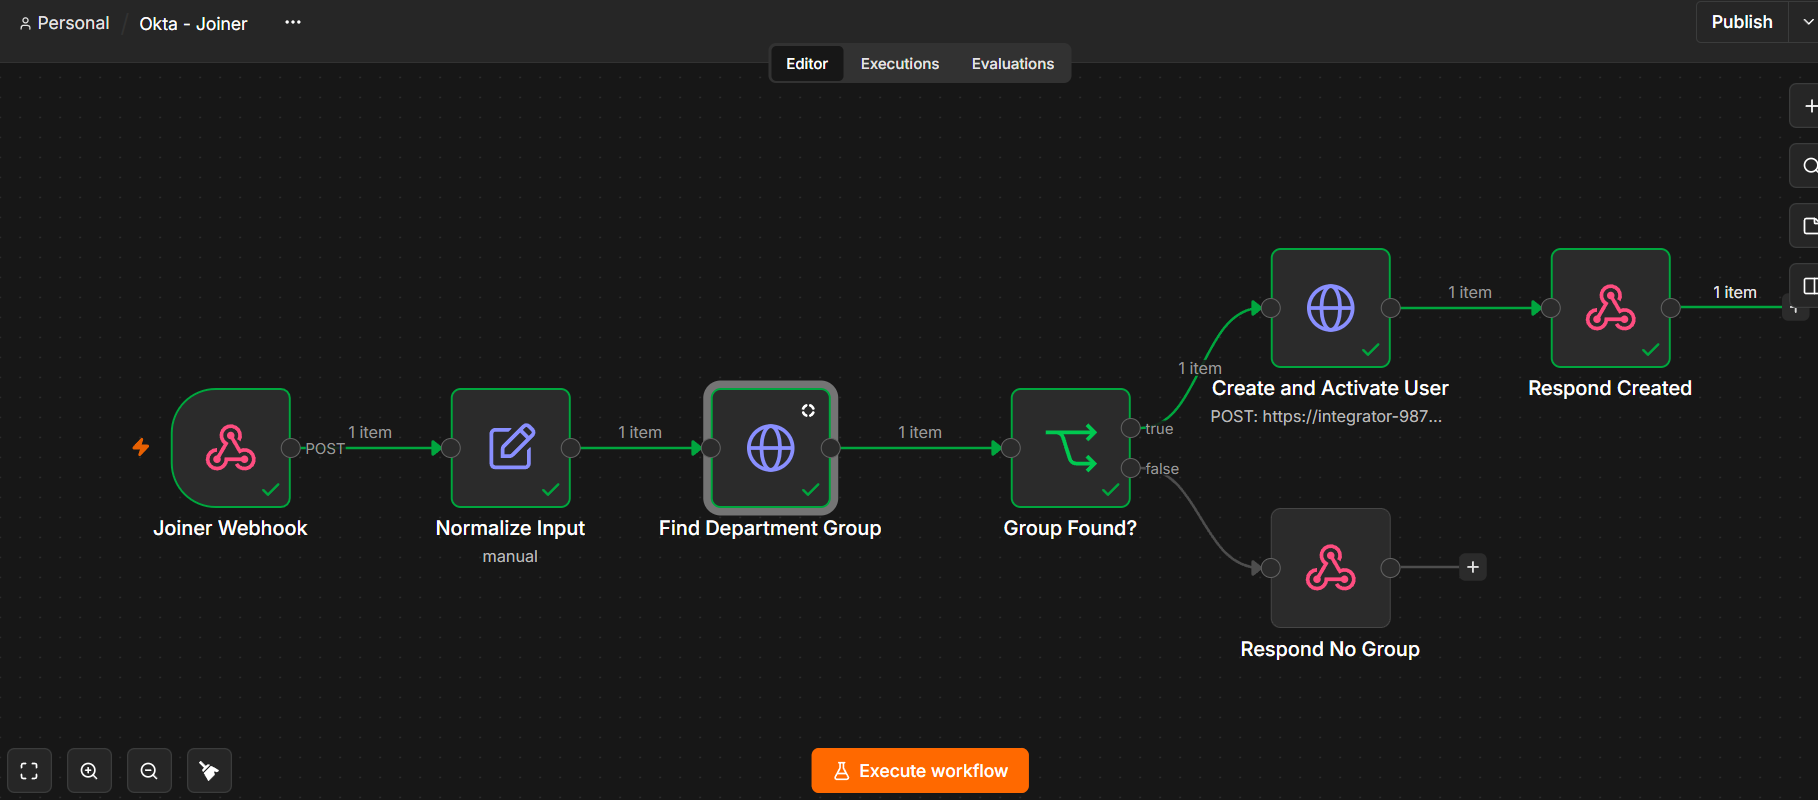 Personal / Okta - Joiner ...
Publish
Editor Executions Evaluations
1 item
1 item
1 item
Create and Activate User
POST: https://integrator-987...
Respond Created
POST
1 item
1 item
1 item
true
false
Joiner Webhook
Normalize Input
manual
Find Department Group
Group Found?
Respond No Group
Execute workflow